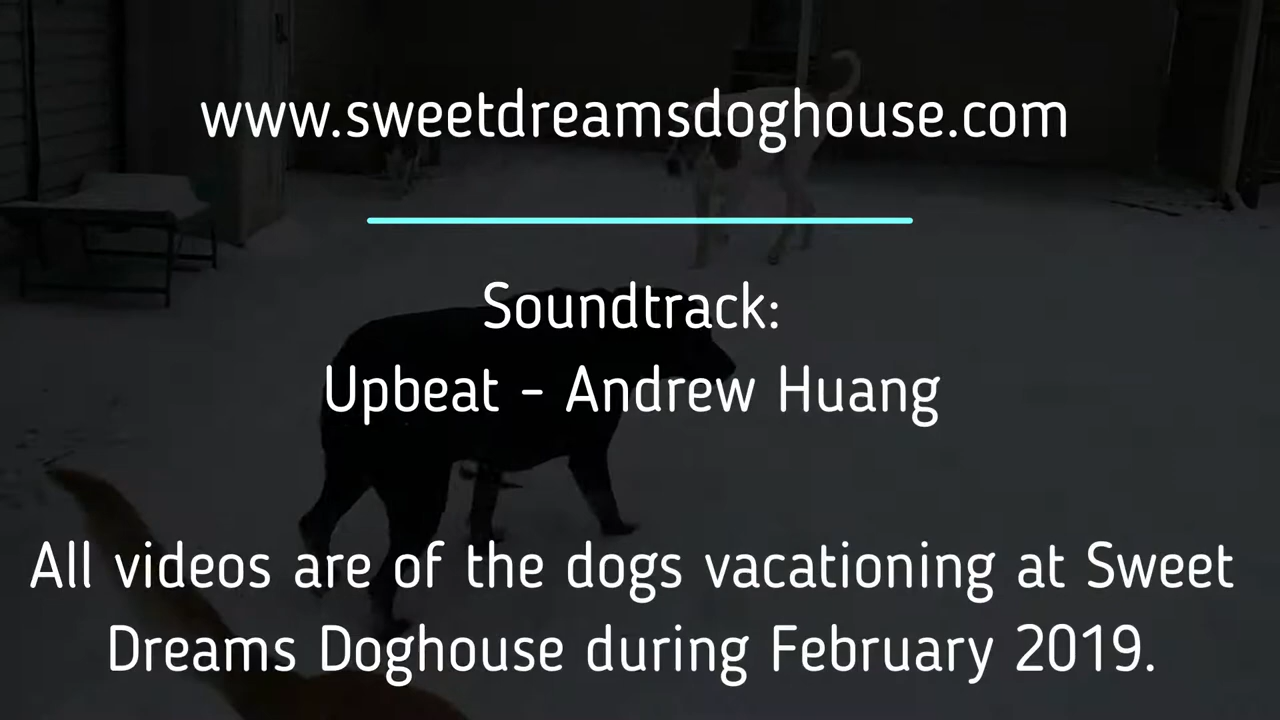 www.sweetdreamsdoghouse.com
Soundtrack:
Upbeat - Andrew Huang
All videos are of the dogs vacationing at Sweet
Dreams Doghouse during February 2019.